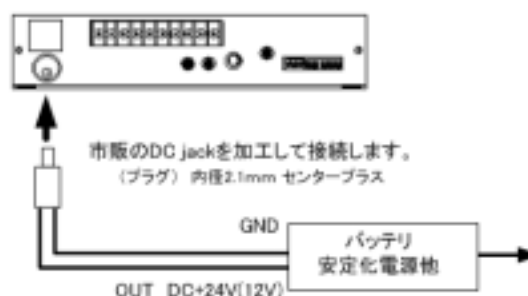 市販のDC jackを加工して接続します。
(プラグ) 内径2.1mm センタープラス
GND
バッテリ
安定化電源他
OUT DC+24V(12V)